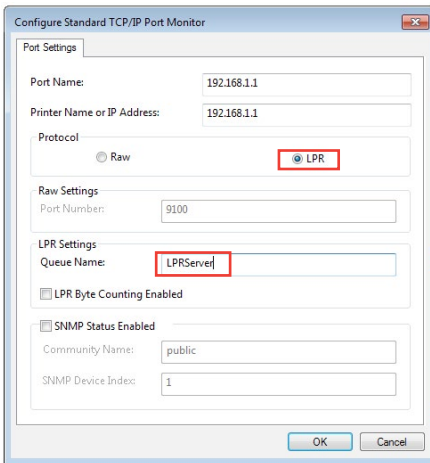 Configure Standard TCP/IP Port Monitor
Port Settings
Port Name: 192.168.1.1
Printer Name or IP Address: 192.168.1.1
Protocol
Raw LPR
Raw Settings
Port Number: 9100
LPR Settings
Queue Name: LPRServer
LPR Byte Counting Enabled
SNMP Status Enabled
Community Name: public
SNMP Device Index: 1
OK Cancel